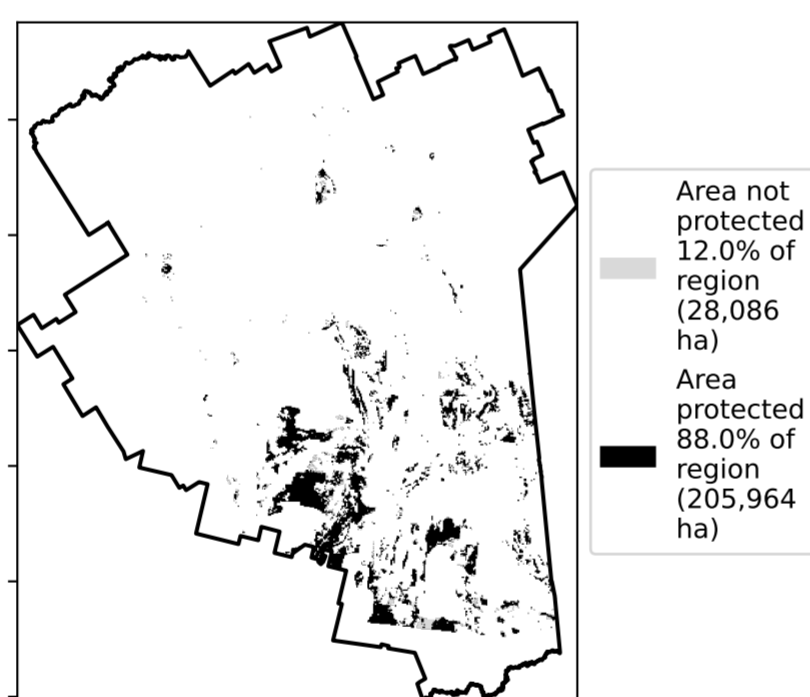 Area not
protected
12.0% of
region
(28,086
ha)
Area
protected
88.0% of
region
(205,964
ha)